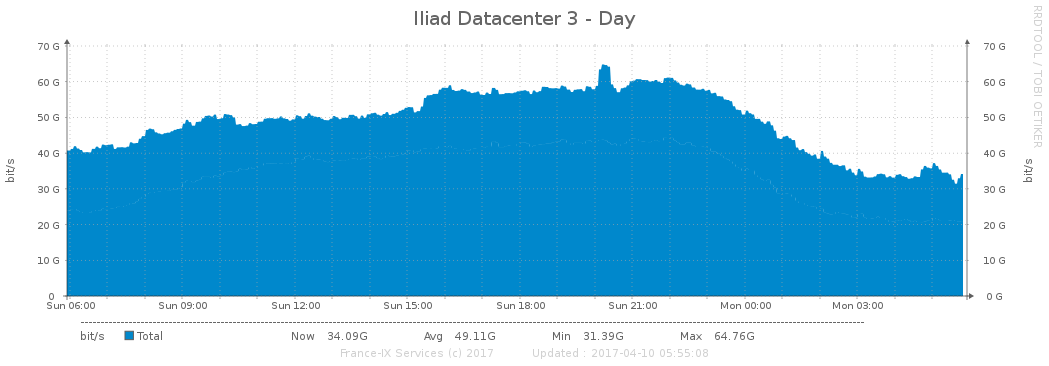 Iliad Datacenter 3 - Day
RRDTOOL / TOBI OETIKER
70 G 70 G
60 G 60 G
50 G 50 G
40 G 40 G
30 G 30 G
20 G 20 G
10 G 10 G
0 0 G
bit/s bit/s
Sun 06:00 Sun 09:00 Sun 12:00 Sun 15:00 Sun 18:00 Sun 21:00 Mon 00:00 Mon 03:00
bit/s Total Now 34.09G Avg 49.11G Min 31.39G Max 64.76G
France-IX Services (c) 2017 Updated : 2017-04-10 05:55:08